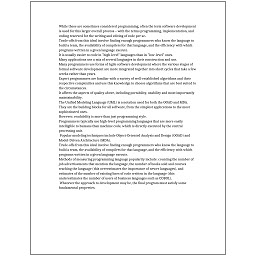 While these are sometimes considered programming, often the term software development
is used for this larger overall process – with the terms programming, implementation, and
coding reserved for the writing and editing of code per se.
Trade-offs from this ideal involve finding enough programmers who know the language to
build a team, the availability of compilers for that language, and the efficiency with which
programs written in a given language execute.
It is usually easier to code in "high-level" languages than in "low-level" ones.
Many applications use a mix of several languages in their construction and use.
Many programmers use forms of Agile software development where the various stages of
formal software development are more integrated together into short cycles that take a few
weeks rather than years.
Expert programmers are familiar with a variety of well-established algorithms and their
respective complexities and use this knowledge to choose algorithms that are best suited
to the circumstances.
It affects the aspects of quality above, including portability, usability and most importantly
maintainability.
The Unified Modeling Language (UML) is a notation used for both the OOAD and MDA.
They are the building blocks for all software, from the simplest applications to the most
sophisticated ones.
However, readability is more than just programming style.
Programmers typically use high-level programming languages that are more easily
intelligible to humans than machine code, which is directly executed by the central
processing unit.
Popular modeling techniques include Object-Oriented Analysis and Design (OOAD) and
Model-Driven Architecture (MDA).
Trade-offs from this ideal involve finding enough programmers who know the language to
build a team, the availability of compilers for that language, and the efficiency with which
programs written in a given language execute.
Methods of measuring programming language popularity include: counting the number of
job advertisements that mention the language, the number of books sold and courses
teaching the language (this overestimates the importance of newer languages), and
estimates of the number of existing lines of code written in the language (this
underestimates the number of users of business languages such as COBOL).
Whatever the approach to development may be, the final program must satisfy some
fundamental properties.